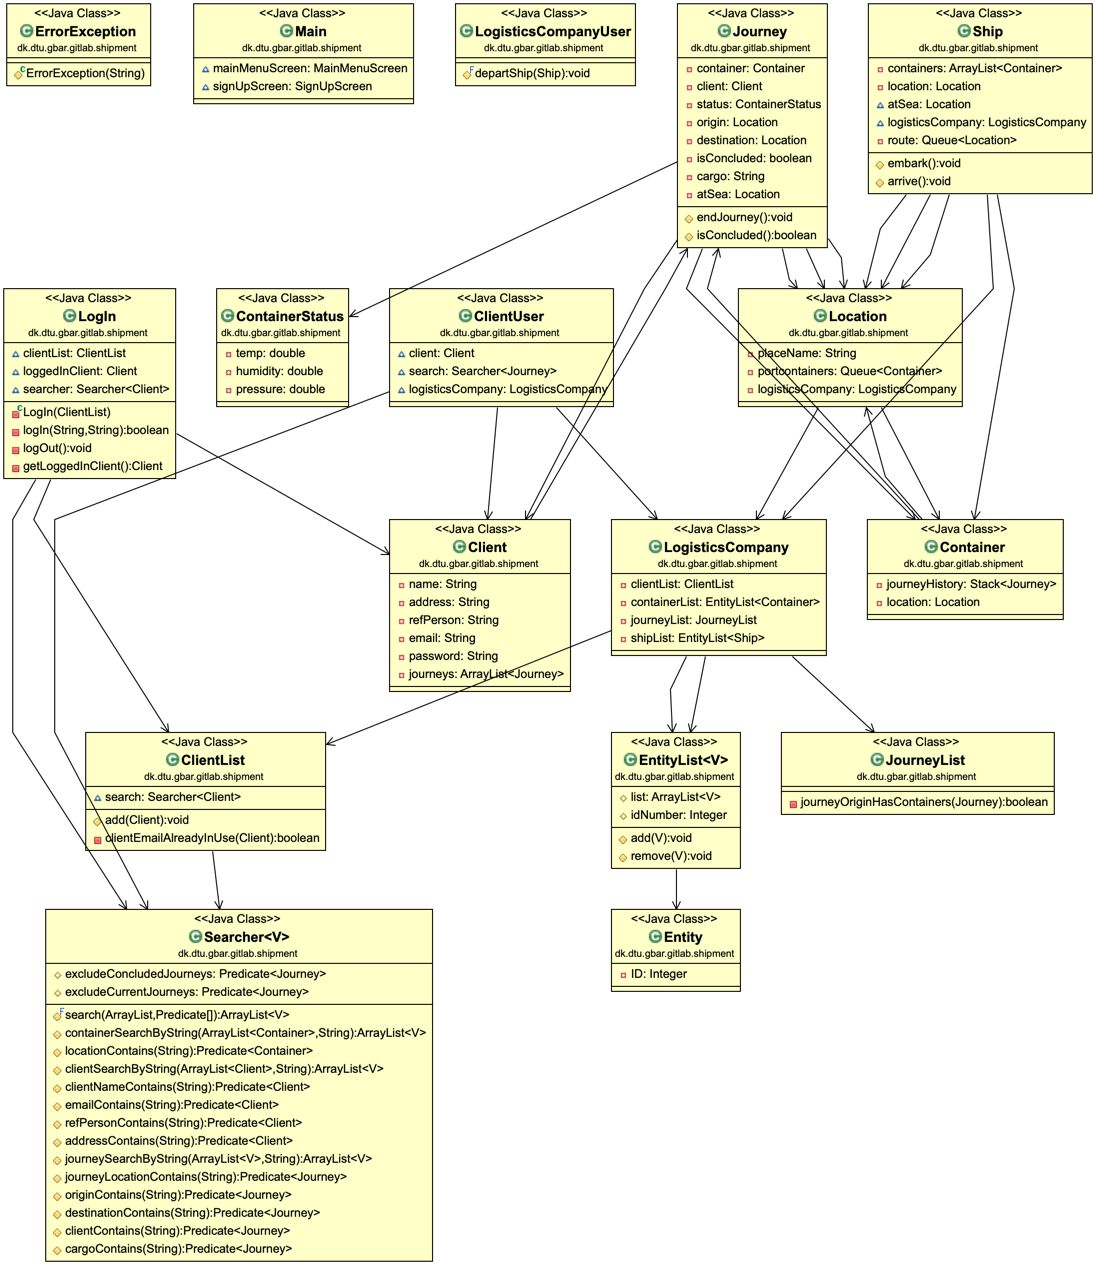 <<Java Class>>
ErrorException
dk.dtu.gbar.gitlab.shipment
ErrorException(String)
<<Java Class>>
Main
dk.dtu.gbar.gitlab.shipment
mainMenuScreen: MainMenuScreen
signUpScreen: SignUpScreen
<<Java Class>>
LogisticsCompanyUser
dk.dtu.gbar.gitlab.shipment
departShip(Ship):void
<<Java Class>>
Journey
dk.dtu.gbar.gitlab.shipment
container: Container
client: Client
status: ContainerStatus
origin: Location
destination: Location
isConcluded: boolean
cargo: String
atSea: Location
endJourney():void
isConcluded():boolean
<<Java Class>>
Ship
dk.dtu.gbar.gitlab.shipment
containers: ArrayList<Container>
location: Location
atSea: Location
logisticsCompany: LogisticsCompany
route: Queue<Location>
embark():void
arrive():void
<<Java Class>>
LogIn
dk.dtu.gbar.gitlab.shipment
clientList: ClientList
loggedInClient: Client
searcher: Searcher<Client>
LogIn(ClientList)
logIn(String,String):boolean
logOut():void
getLoggedInClient():Client
<<Java Class>>
ContainerStatus
dk.dtu.gbar.gitlab.shipment
temp: double
humidity: double
pressure: double
<<Java Class>>
ClientUser
dk.dtu.gbar.gitlab.shipment
client: Client
search: Searcher<Journey>
logisticsCompany: LogisticsCompany
<<Java Class>>
Location
dk.dtu.gbar.gitlab.shipment
placeName: String
portcontainers: Queue<Container>
logisticsCompany: LogisticsCompany
<<Java Class>>
Client
dk.dtu.gbar.gitlab.shipment
name: String
address: String
refPerson: String
email: String
password: String
journeys: ArrayList<Journey>
<<Java Class>>
LogisticsCompany
dk.dtu.gbar.gitlab.shipment
clientList: ClientList
containerList: EntityList<Container>
journeyList: JourneyList
shipList: EntityList<Ship>
<<Java Class>>
Container
dk.dtu.gbar.gitlab.shipment
journeyHistory: Stack<Journey>
location: Location
<<Java Class>>
ClientList
dk.dtu.gbar.gitlab.shipment
search: Searcher<Client>
add(Client):void
clientEmailAlreadyInUse(Client):boolean
<<Java Class>>
EntityList<V>
dk.dtu.gbar.gitlab.shipment
list: ArrayList<V>
idNumber: Integer
add(V):void
remove(V):void
<<Java Class>>
JourneyList
dk.dtu.gbar.gitlab.shipment
journeyOriginHasContainers(Journey):boolean
<<Java Class>>
Searcher<V>
dk.dtu.gbar.gitlab.shipment
excludeConcludedJourneys: Predicate<Journey>
excludeCurrentJourneys: Predicate<Journey>
search(ArrayList,Predicate[]):ArrayList<V>
containerSearchByString(ArrayList<Container>,String):ArrayList<V>
locationContains(String):Predicate<Container>
clientSearchByString(ArrayList<Client>,String):ArrayList<V>
clientNameContains(String):Predicate<Client>
emailContains(String):Predicate<Client>
refPersonContains(String):Predicate<Client>
addressContains(String):Predicate<Client>
journeySearchByString(ArrayList<V>,String):ArrayList<V>
journeyLocationContains(String):Predicate<Journey>
originContains(String):Predicate<Journey>
destinationContains(String):Predicate<Journey>
clientContains(String):Predicate<Journey>
cargoContains(String):Predicate<Journey>
<<Java Class>>
Entity
dk.dtu.gbar.gitlab.shipment
ID: Integer